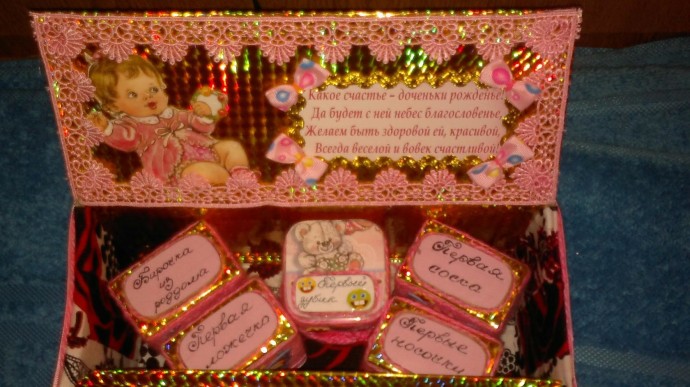 Какое счастье – доченьки рожденье!
Да будет с ней небес благословенье.
Желаем быть здоровой ей, красивой,
Всегда веселой и вовек счастливой!
Бирочка
из
роддома
Первая
ложечка
Первый
зубик
Первая
соска
Первые
носочки